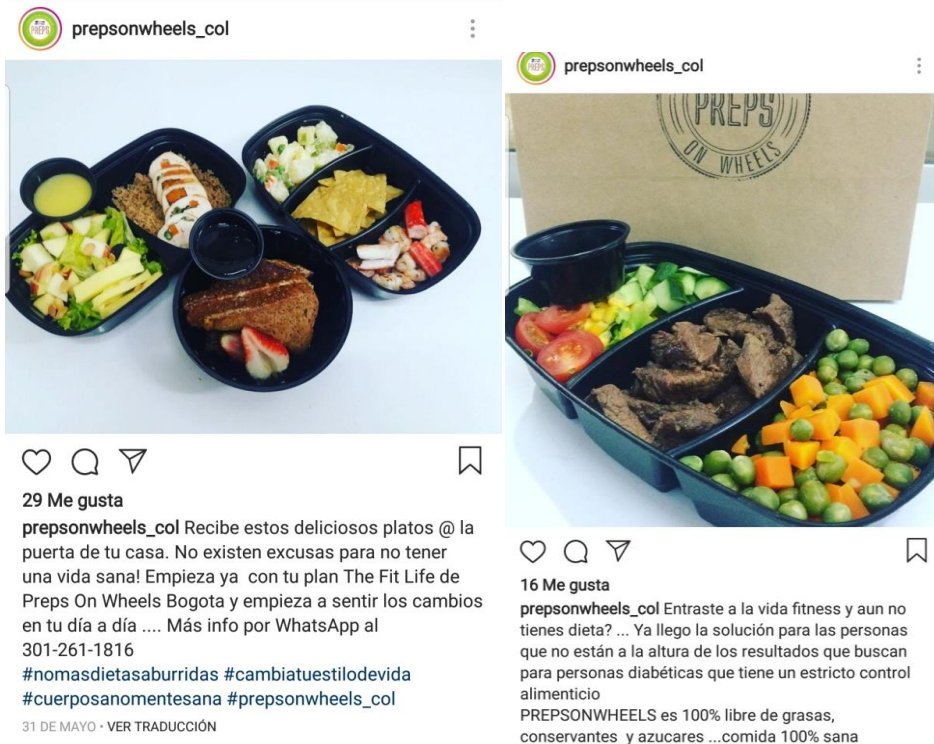 prepsonwheels_col
29 Me gusta
prepsonwheels_col Recibe estos deliciosos platos @ la
puerta de tu casa. No existen excusas para no tener
una vida sana! Empieza ya  con tu plan The Fit Life de
Preps On Wheels Bogota y empieza a sentir los cambios
en tu día a día .... Más info por WhatsApp al
301-261-1816
#nomasdietasaburridas #cambiatuestilodevida
#cuerposanomentesana #prepsonwheels_col
31 DE MAYO • VER TRADUCCIÓN
prepsonwheels_col
PREPS
ON WHEELS
16 Me gusta
prepsonwheels_col Entraste a la vida fitness y aun no
tienes dieta? ... Ya llego la solución para las personas
que no están a la altura de los resultados que buscan
para personas diabéticas que tiene un estricto control
alimenticio
PREPSONWHEELS es 100% libre de grasas,
conservantes  y azucares ...comida 100% sana